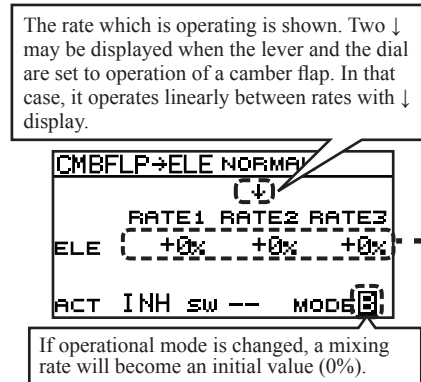 The rate which is operating is shown. Two ↓
may be displayed when the lever and the dial
are set to operation of a camber flap. In that
case, it operates linearly between rates with ↓
display.
CMBFLP→ELE NORMAL
↓
RATE1 RATE2 RATE3
ELE +0% +0% +0%
ACT INH SW -- MODE B
If operational mode is changed, a mixing
rate will become an initial value (0%).